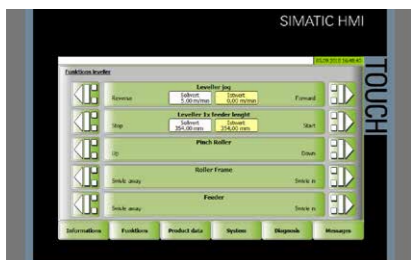 SIMATIC HMI
TOUCH
Funktions leveller
Leveller jog
Reverse
Sollwert
5,00 m/min
Istwert
0,00 m/min
Forward
Leveller 1x feeder lenght
Stop
Sollwert
354,00 mm
Istwert
354,00 mm
Start
Pinch Roller
Up
Down
Roller Frame
Swivle away
Swivle in
Feeder
Swivle away
Swivle in
Informations
Funktions
Product data
System
Diagnosis
Messages